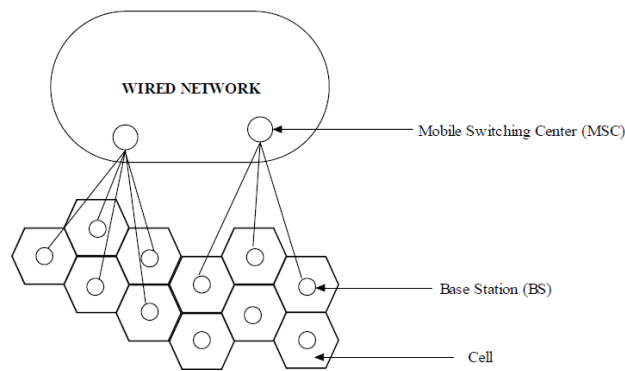 WIRED NETWORK
Mobile Switching Center (MSC)
Base Station (BS)
Cell